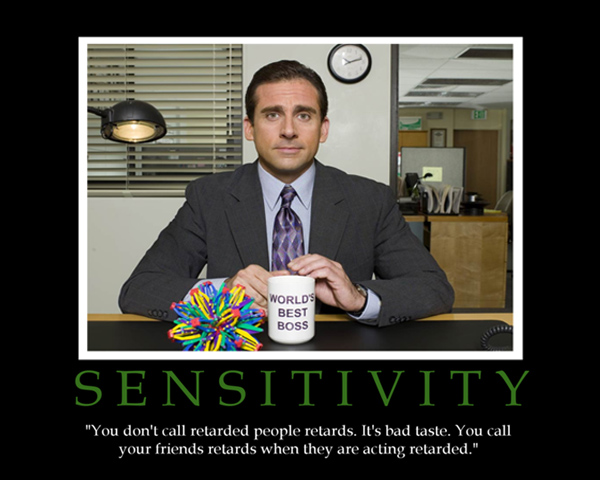 WORLD'S
BEST
BOSS
SENSITIVITY
"You don't call retarded people retards. It's bad taste. You call
your friends retards when they are acting retarded."